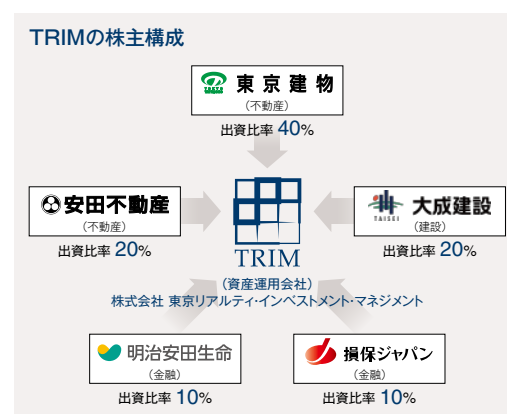 TRIMの株主構成
東京建物
(不動産)
出資比率 40%
安田不動産
(不動産)
出資比率 20%
TAISEI
大成建設
(建設)
出資比率 20%
TRIM
(資産運用会社)
株式会社 東京リアルティ・インベストメント・マネジメント
明治安田生命
(金融)
出資比率 10%
損保ジャパン
(金融)
出資比率 10%